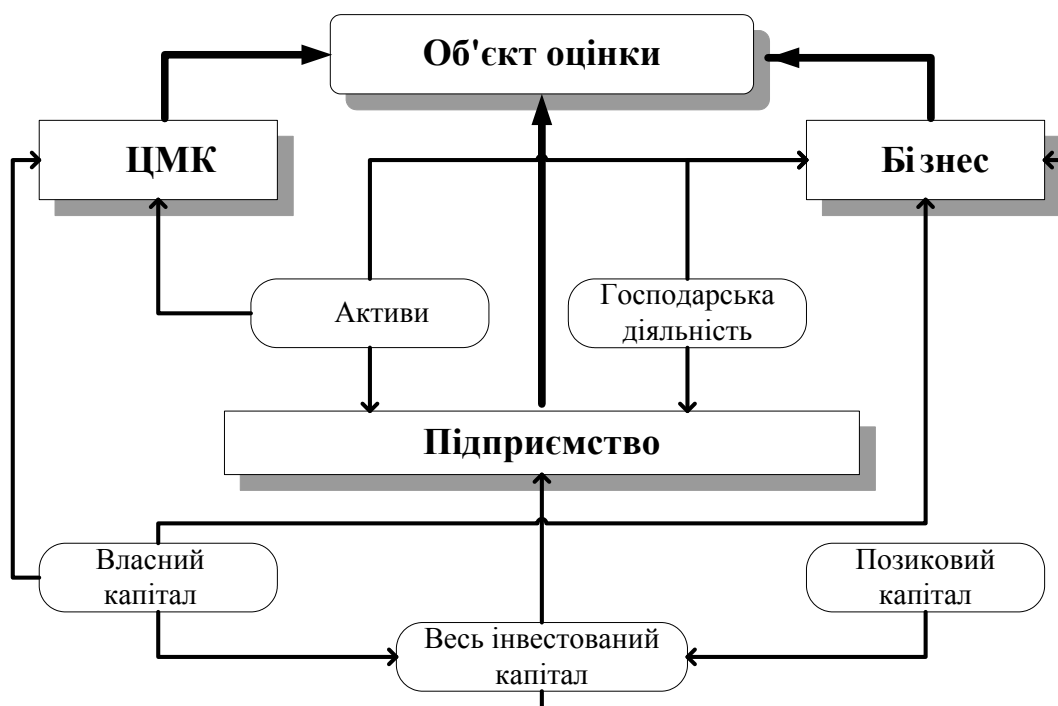 Об'єкт оцінки
ЦМК
Бізнес
Активи
Господарська
діяльність
Підприємство
Власний
капітал
Позиковий
капітал
Весь інвестований
капітал